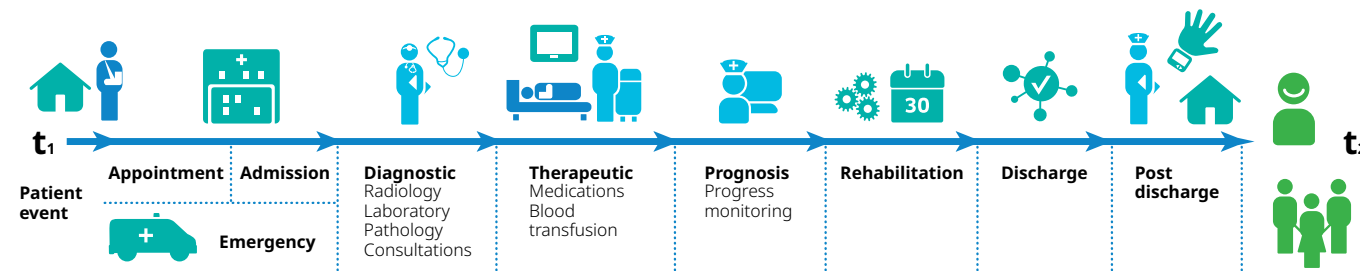 30
t1
Patient
event
Appointment
Admission
Emergency
Diagnostic
Radiology
Laboratory
Pathology
Consultations
Therapeutic
Medications
Blood
transfusion
Prognosis
Progress
monitoring
Rehabilitation
Discharge
Post
discharge
t